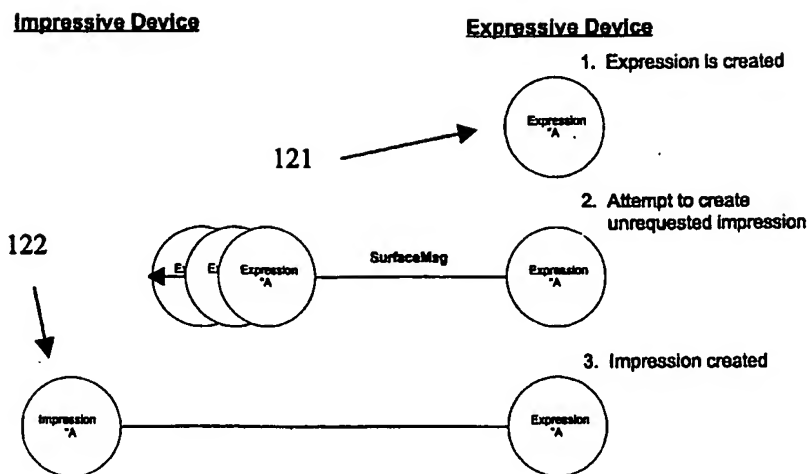 Impressive Device
Expressive Device
1. Expression is created
Expression
"A
121
2. Attempt to create
unrequested impression
122
Ex
E
Expression
"A
SurfaceMsg
Expression
"A
3. Impression created
Impression
"A
Expression
"A